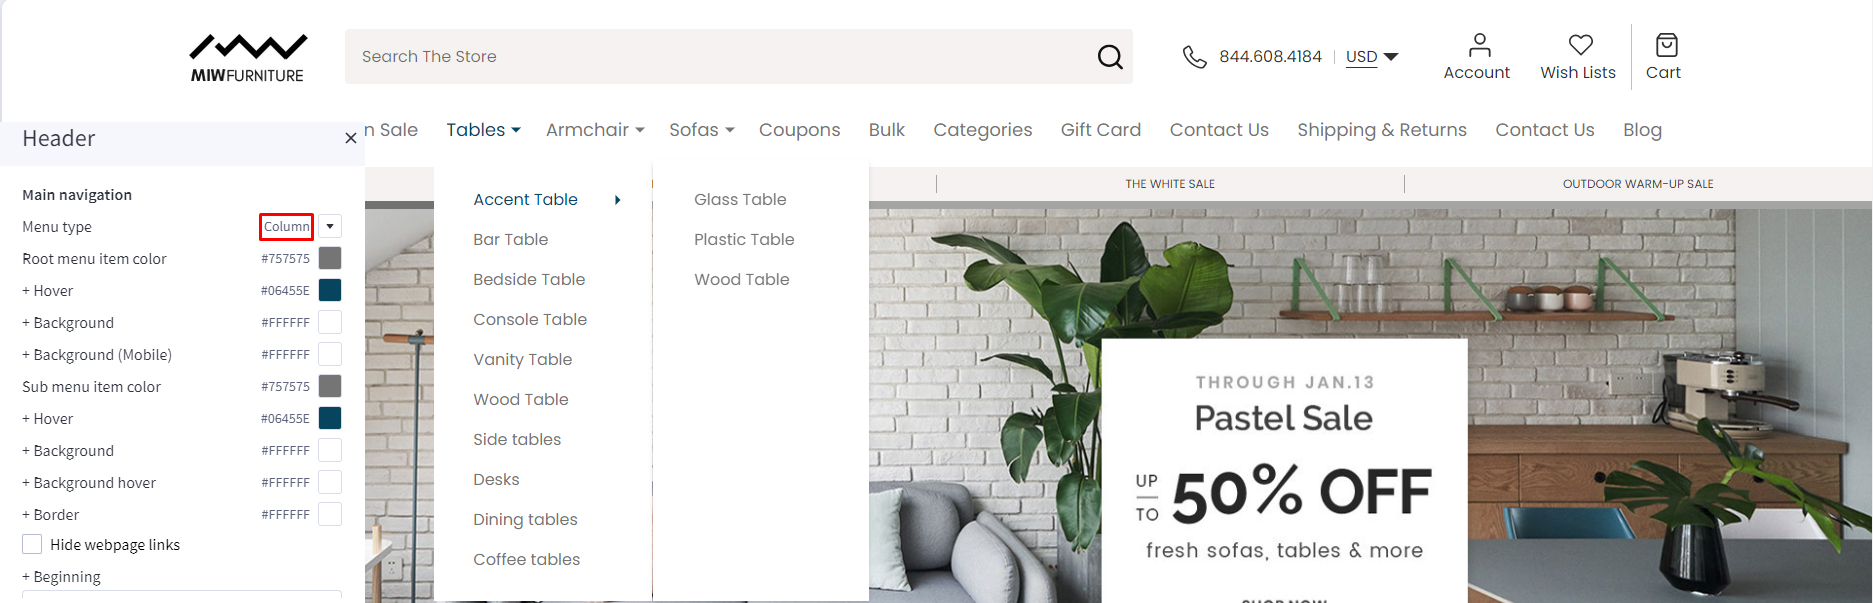 MIWFURNITURE
Search The Store
844.608.4184
USD
Account
Wish Lists
Cart
n Sale
Tables
Armchair
Sofas
Coupons
Bulk
Categories
Gift Card
Contact Us
Shipping & Returns
Contact Us
Blog
Header
Main navigation
Menu type Column
Root menu item color #757575
+ Hover #06455E
+ Background #FFFFFF
+ Background (Mobile) #FFFFFF
Sub menu item color #757575
+ Hover #06455E
+ Background #FFFFFF
+ Background hover #FFFFFF
+ Border #FFFFFF
Hide webpage links
+ Beginning
Accent Table
Bar Table
Bedside Table
Console Table
Vanity Table
Wood Table
Side tables
Desks
Dining tables
Coffee tables
Glass Table
Plastic Table
Wood Table
THE WHITE SALE
OUTDOOR WARM-UP SALE
THROUGH JAN.13
Pastel Sale
UP TO 50% OFF
fresh sofas, tables & more
SHOP NOW